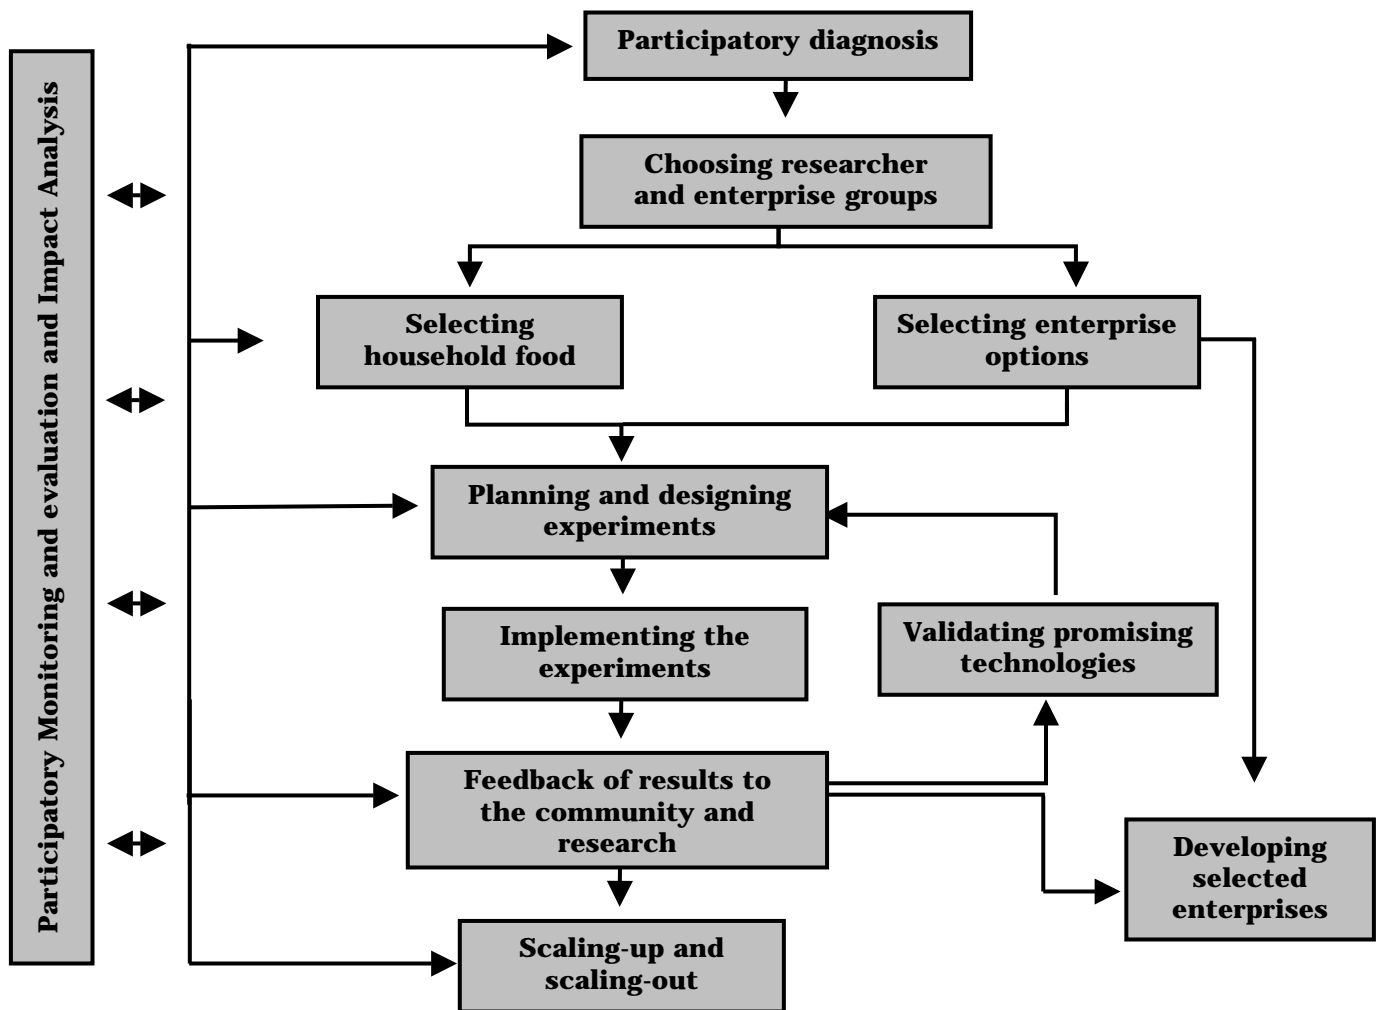 Participatory Monitoring and evaluation and Impact Analysis
Participatory diagnosis
Choosing researcher
and enterprise groups
Selecting
household food
Selecting enterprise
options
Planning and designing
experiments
Implementing the
experiments
Validating promising
technologies
Feedback of results to
the community and
research
Developing
selected
enterprises
Scaling-up and
scaling-out